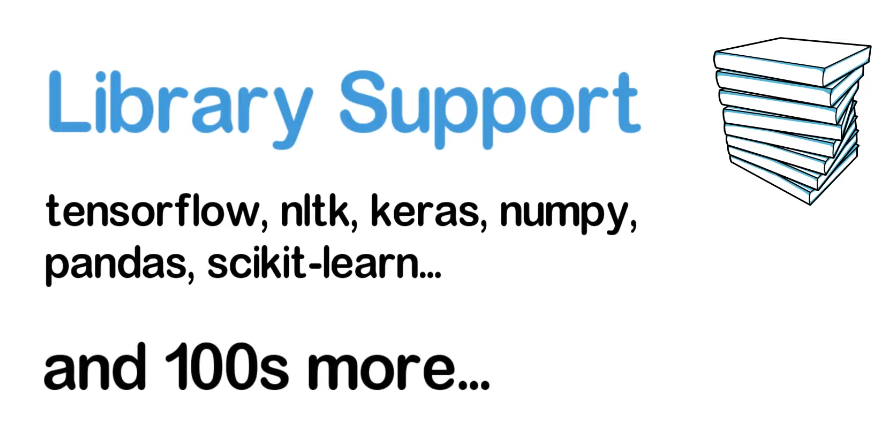 Library Support
tensorflow, nltk, keras, numpy,
pandas, scikit-learn...
and 100s more...